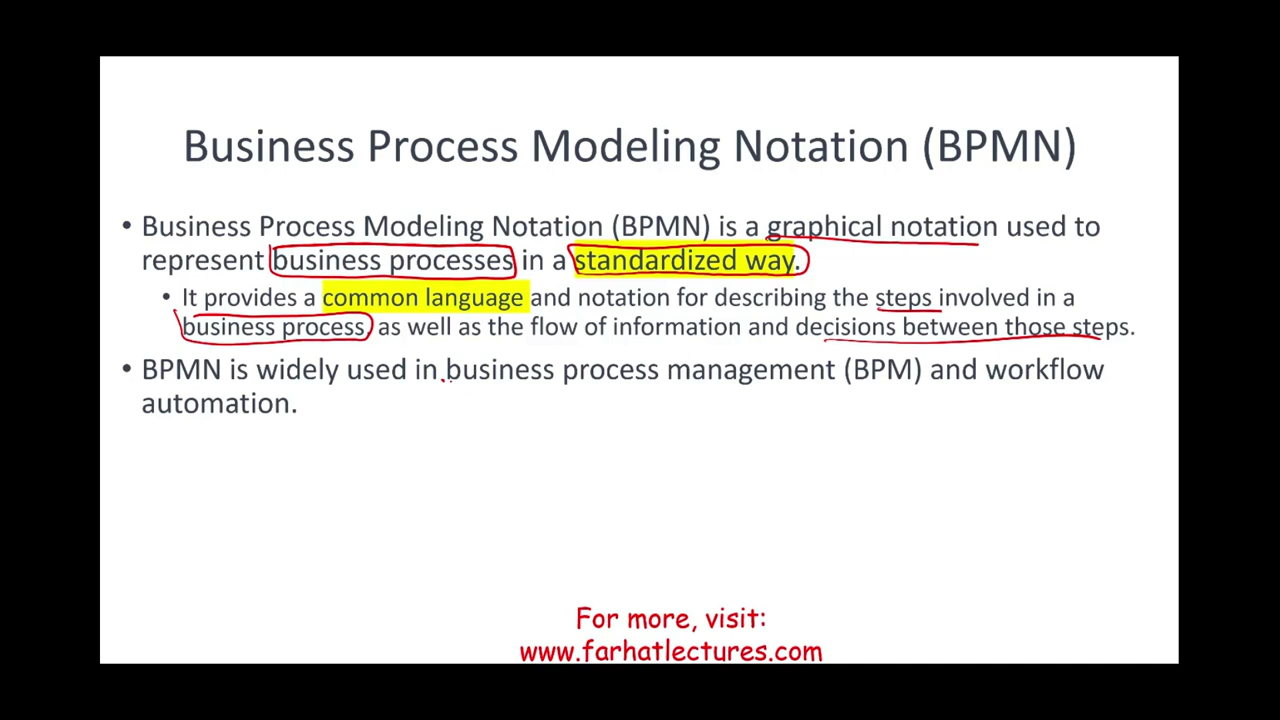 Business Process Modeling Notation (BPMN)
• Business Process Modeling Notation (BPMN) is a graphical notation used to
represent business processes in a standardized way.
• It provides a common language and notation for describing the steps involved in a
business process, as well as the flow of information and decisions between those steps.
• BPMN is widely used in business process management (BPM) and workflow
automation.
For more, visit:
www.farhatlectures.com